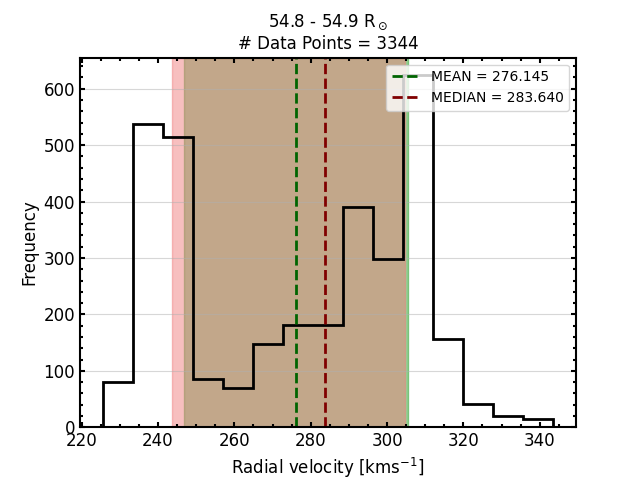 54.8 - 54.9 R⊙
# Data Points = 3344
MEAN = 276.145
MEDIAN = 283.640
Frequency
600
500
400
300
200
100
0
220 240 260 280 300 320 340
Radial velocity [kms⁻¹]